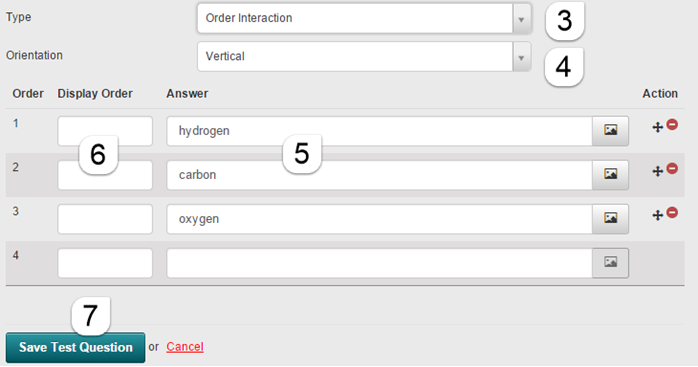 Type Order Interaction 3
Orientation Vertical 4
Order Display Order Answer Action
1 hydrogen
6 5
2 carbon
3 oxygen
4
7
Save Test Question or Cancel